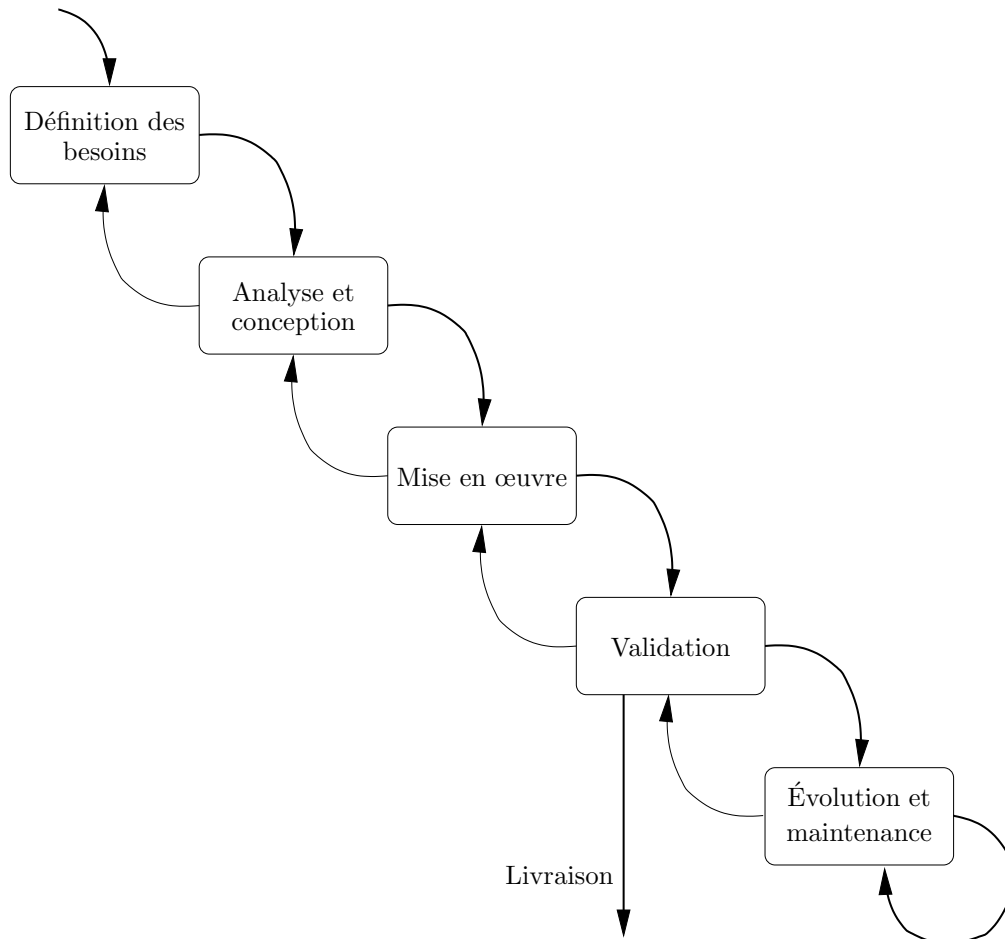 Définition des
besoins
Analyse et
conception
Mise en œuvre
Validation
Évolution et
maintenance
Livraison